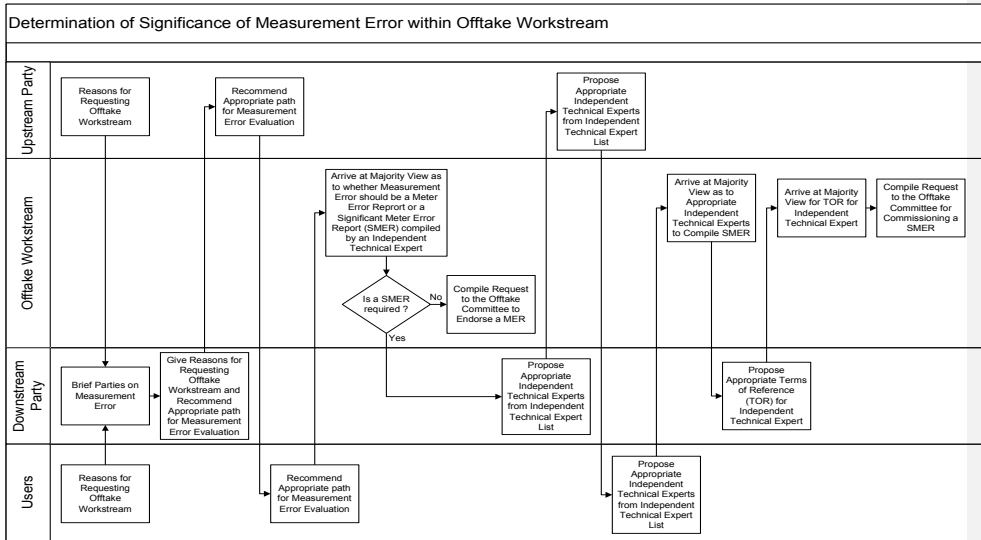 Determination of Significance of Measurement Error within Offtake Workstream
Upstream Party
Reasons for
Requesting
Offtake
Workstream
Recommend
Appropriate path
for Measurement
Error Evaluation
Propose
Appropriate
Independent
Technical Experts
from Independent
Technical Expert
List
Offtake Workstream
Arrive at Majority View as
to whether Measurement
Error should be a Meter
Error Report or a
Significant Meter Error
Report (SMER) compiled
by an Independent
Technical Expert
Is a SMER
required ?
No
Yes
Compile Request
to the Offtake
Committee to
Endorse a MER
Arrive at Majority
View as to
Appropriate
Independent
Technical Experts
to Compile SMER
Arrive at Majority
View for TOR for
Independent
Technical Expert
Compile Request
to the Offtake
Committee for
Commissioning a
SMER
Downstream
Party
Brief Parties on
Measurement
Error
Give Reasons for
Requesting
Offtake
Workstream and
Recommend
Appropriate path
for Measurement
Error Evaluation
Propose
Appropriate
Independent
Technical Experts
from Independent
Technical Expert
List
Propose
Appropriate Terms
of Reference
(TOR) for
Independent
Technical Expert
Users
Reasons for
Requesting
Offtake
Workstream
Recommend
Appropriate path
for Measurement
Error Evaluation
Propose
Appropriate
Independent
Technical Experts
from Independent
Technical Expert
List